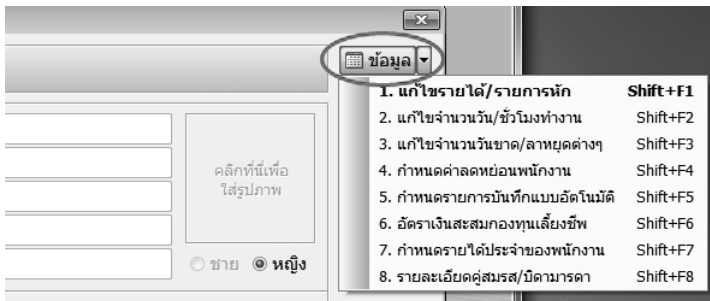 ข้อมูล
1. แก้ไขรายได้/รายการหัก Shift+F1
2. แก้ไขจำนวนวัน/ชั่วโมงทำงาน Shift+F2
3. แก้ไขจำนวนวันขาด/ลาหยุดต่างๆ Shift+F3
4. กำหนดค่าลดหย่อนพนักงาน Shift+F4
5. กำหนดรายการบันทึกแบบอัตโนมัติ Shift+F5
6. อัตราเงินสะสมกองทุนเลี้ยงชีพ Shift+F6
7. กำหนดรายได้ประจำของพนักงาน Shift+F7
8. รายละเอียดคู่สมรส/บิดามารดา Shift+F8
คลิกที่นี่เพื่อ
ใส่รูปภาพ
ชาย หญิง